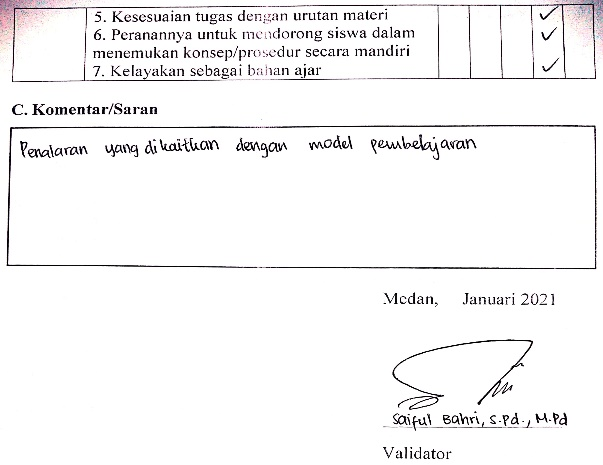 5. Kesesuaian tugas dengan urutan materi
6. Peranannya untuk mendorong siswa dalam
menemukan konsep/prosedur secara mandiri
7. Kelayakan sebagai bahan ajar
C. Komentar/Saran
Penalaran yang dikaitkan dengan model pembelajaran
Medan, Januari 2021
Saiful Bahri, S.Pd., M.Pd
Validator